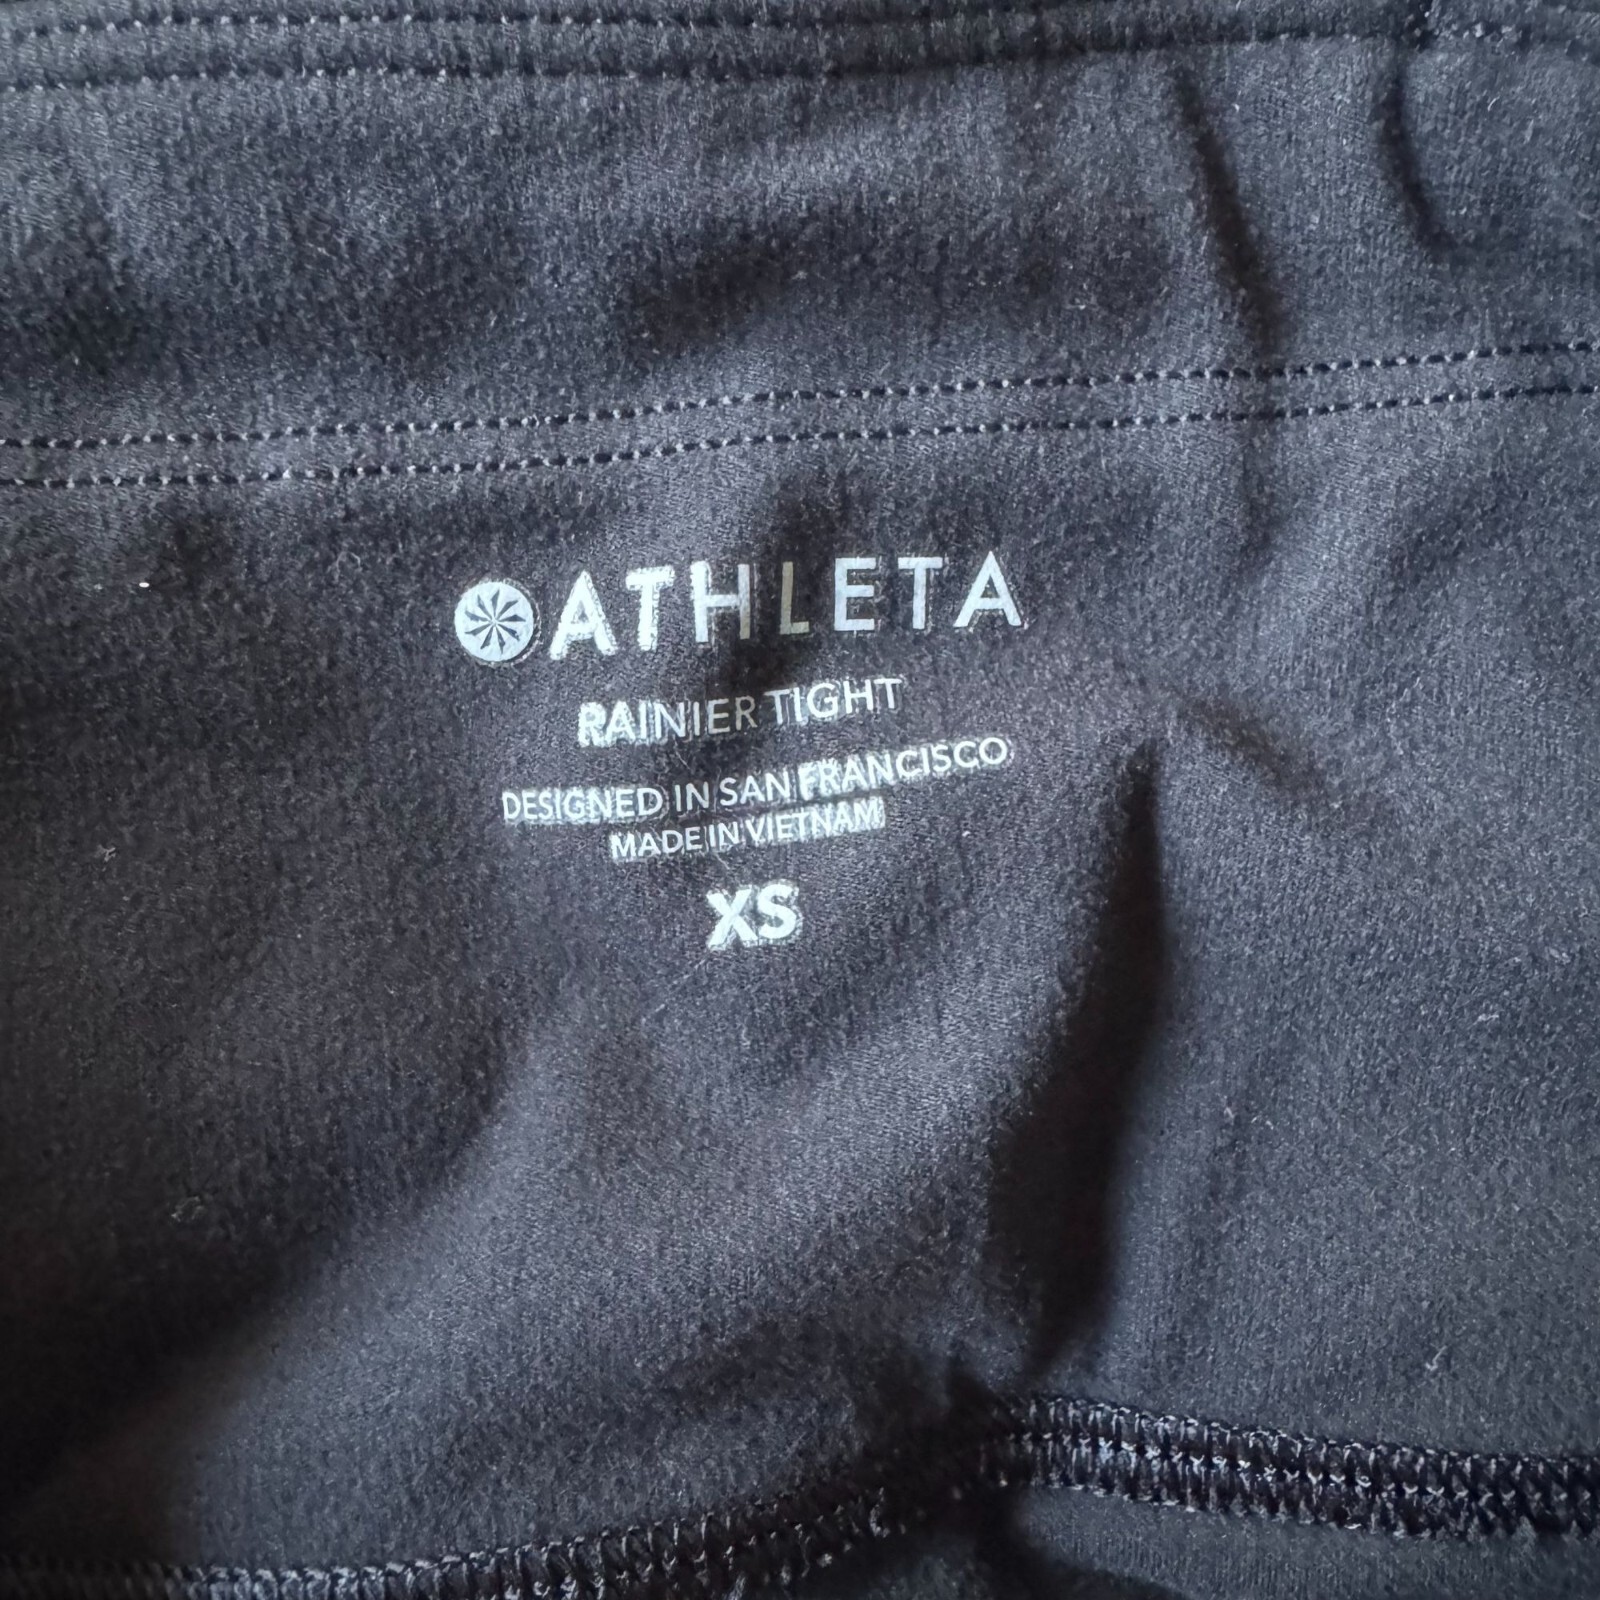 ATHLETA
RAINIER TIGHT
DESIGNED IN SAN FRANCISCO
MADE IN VIETNAM
XS